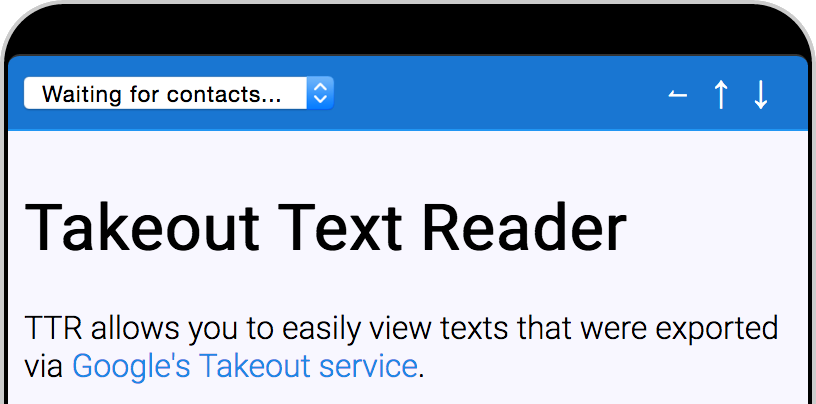 Waiting for contacts...
↼ ↑ ↓
Takeout Text Reader
TTR allows you to easily view texts that were exported
via Google's Takeout service.